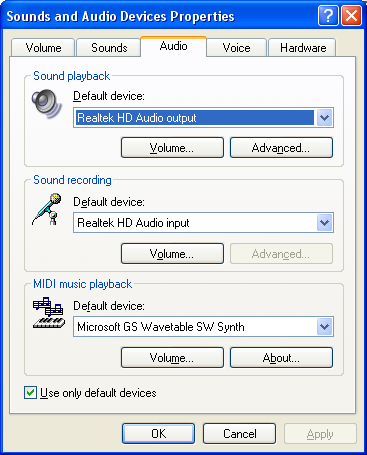 Sounds and Audio Devices Properties
Volume Sounds Audio Voice Hardware
Sound playback
Default device:
Realtek HD Audio output
Volume... Advanced...
Sound recording
Default device:
Realtek HD Audio input
Volume... Advanced...
MIDI music playback
Default device:
Microsoft GS Wavetable SW Synth
Volume... About...
Use only default devices
OK Cancel Apply